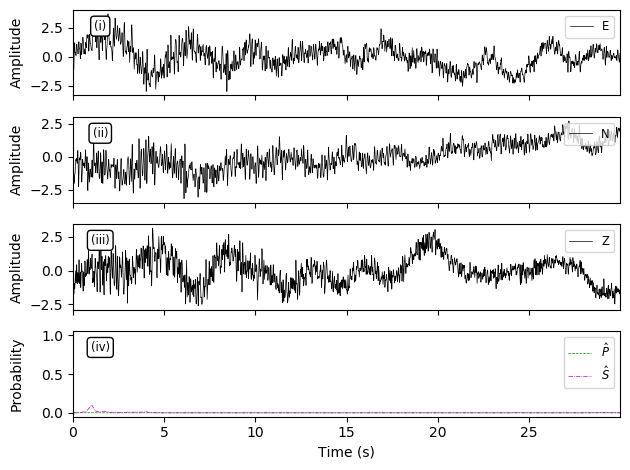 (i)
E
Amplitude
2.5
0.0
−2.5
(ii)
N
Amplitude
2.5
0.0
−2.5
(iii)
Z
Amplitude
2.5
0.0
−2.5
(iv)
P̂
Ŝ
Probability
1.0
0.5
0.0
0 5 10 15 20 25
Time (s)